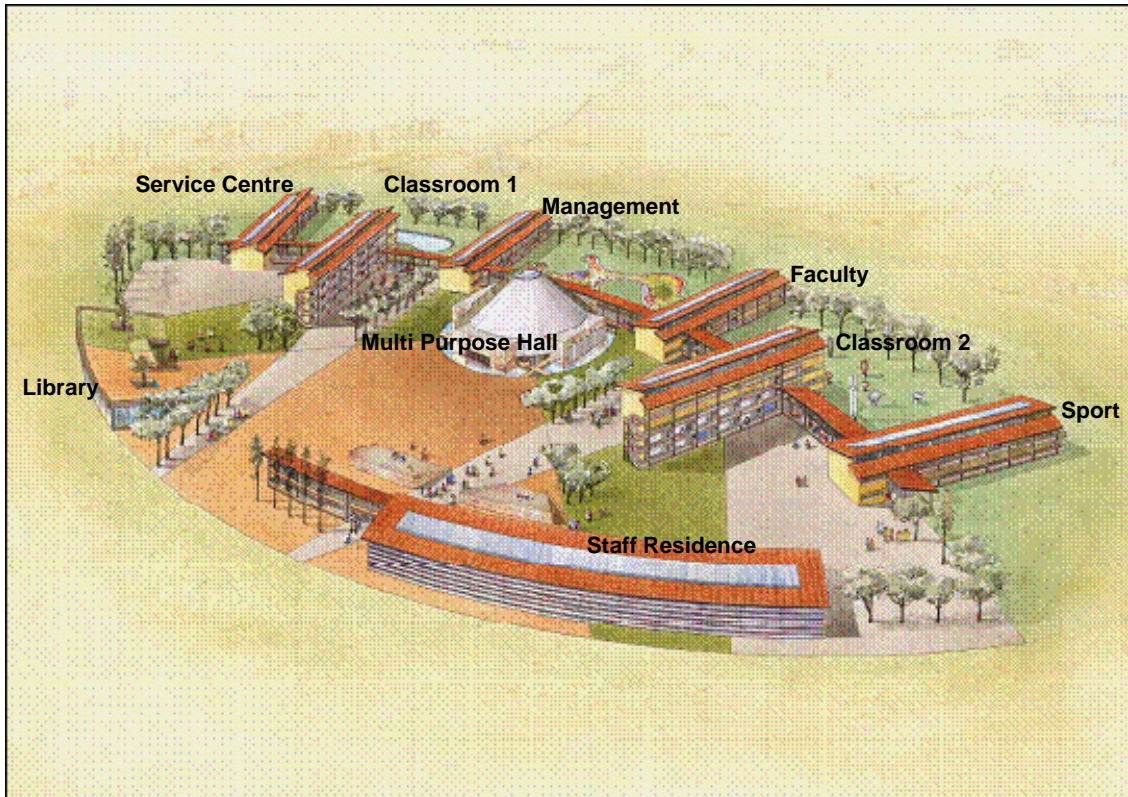 Service Centre
Classroom 1
Management
Faculty
Multi Purpose Hall
Classroom 2
Library
Sport
Staff Residence